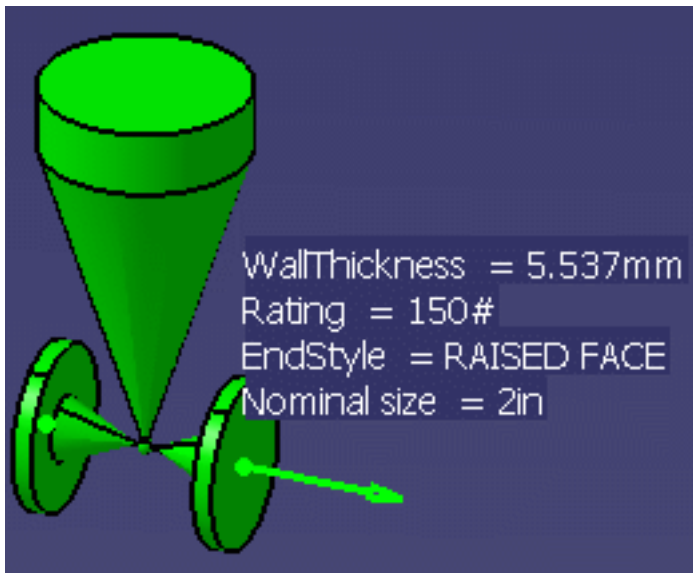 WallThickness = 5.537mm
Rating = 150#
EndStyle = RAISED FACE
Nominal size = 2in